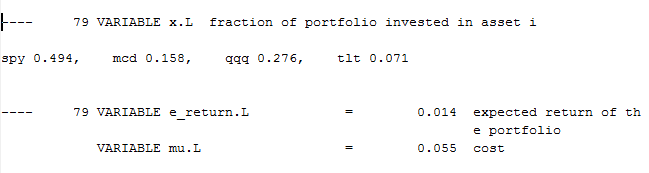 ----     79 VARIABLE x.L  fraction of portfolio invested in asset i
spy 0.494,    mcd 0.158,    qqq 0.276,    tlt 0.071
----     79 VARIABLE e_return.L            =        0.014  expected return of th
e portfolio
VARIABLE mu.L                  =        0.055  cost